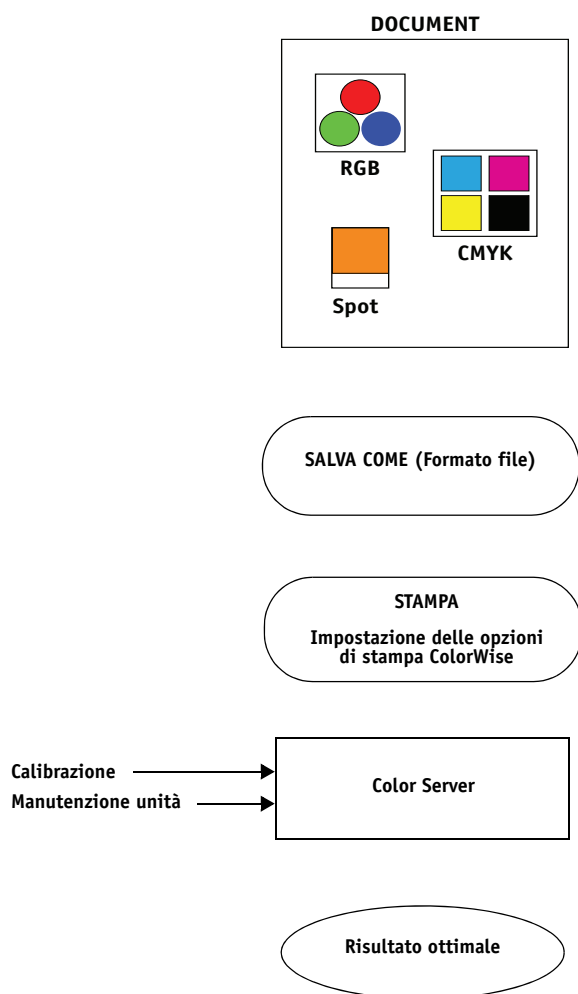 DOCUMENT
RGB
CMYK
Spot
SALVA COME (Formato file)
STAMPA
Impostazione delle opzioni
di stampa ColorWise
Calibrazione
Color Server
Manutenzione unità
Risultato ottimale